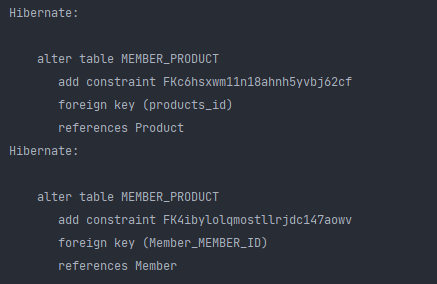 Hibernate:
alter table MEMBER_PRODUCT
add constraint FKc6hsxwm11n18ahnh5yvbj62cf
foreign key (products_id)
references Product
Hibernate:
alter table MEMBER_PRODUCT
add constraint FK4ibylolqmostllrjdc147aowv
foreign key (Member_MEMBER_ID)
references Member